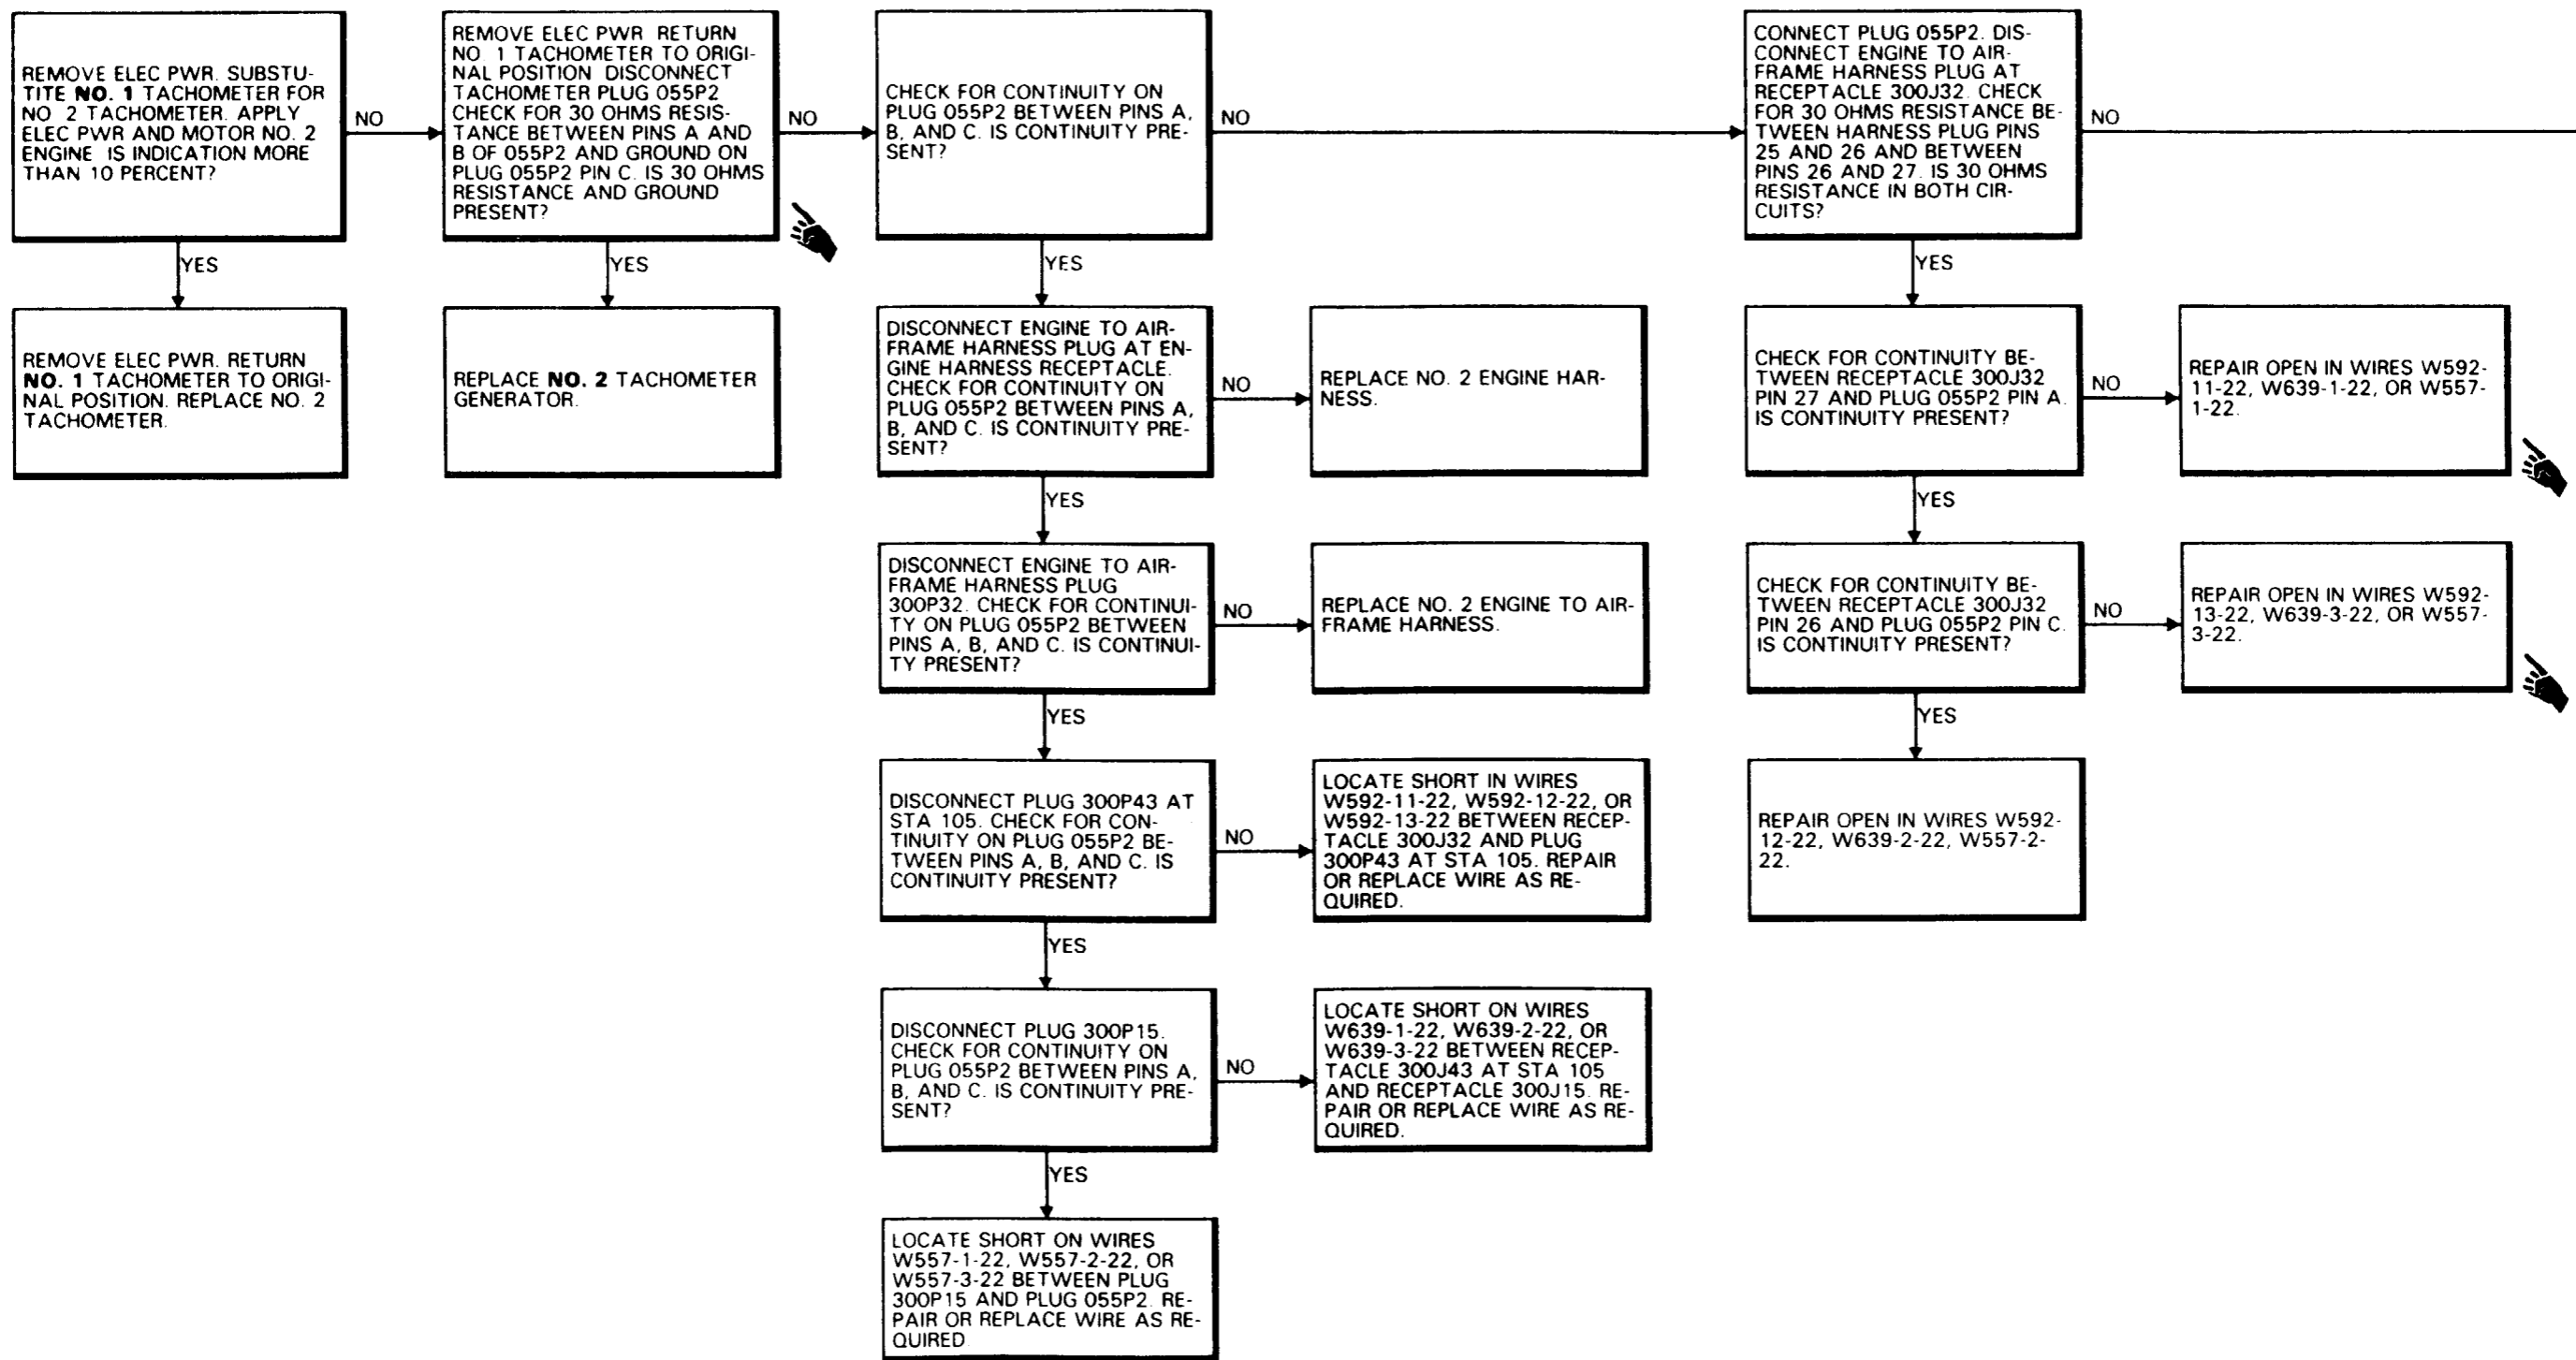 REMOVE ELEC PWR. SUBSTU-
TITE NO. 1 TACHOMETER FOR
NO 2 TACHOMETER. APPLY
ELEC PWR AND MOTOR NO. 2
ENGINE IS INDICATION MORE
THAN 10 PERCENT?
NO
YES
REMOVE ELEC PWR. RETURN
NO. 1 TACHOMETER TO ORIGI-
NAL POSITION. REPLACE NO. 2
TACHOMETER.
REMOVE ELEC PWR RETURN
NO. 1 TACHOMETER TO ORIGI-
NAL POSITION DISCONNECT
TACHOMETER PLUG 055P2
CHECK FOR 30 OHMS RESIS-
TANCE BETWEEN PINS A AND
B OF 055P2 AND GROUND ON
PLUG 055P2 PIN C. IS 30 OHMS
RESISTANCE AND GROUND
PRESENT?
NO
YES
REPLACE NO. 2 TACHOMETER
GENERATOR.
CHECK FOR CONTINUITY ON
PLUG 055P2 BETWEEN PINS A,
B, AND C. IS CONTINUITY PRE-
SENT?
NO
YES
DISCONNECT ENGINE TO AIR-
FRAME HARNESS PLUG AT EN-
GINE HARNESS RECEPTACLE.
CHECK FOR CONTINUITY ON
PLUG 055P2 BETWEEN PINS A,
B, AND C. IS CONTINUITY PRE-
SENT?
NO
REPLACE NO. 2 ENGINE HAR-
NESS.
YES
DISCONNECT ENGINE TO AIR-
FRAME HARNESS PLUG
300P32. CHECK FOR CONTINUI-
TY ON PLUG 055P2 BETWEEN
PINS A, B, AND C. IS CONTINUI-
TY PRESENT?
NO
REPLACE NO. 2 ENGINE TO AIR-
FRAME HARNESS.
YES
DISCONNECT PLUG 300P43 AT
STA 105. CHECK FOR CON-
TINUITY ON PLUG 055P2 BE-
TWEEN PINS A, B, AND C. IS
CONTINUITY PRESENT?
NO
LOCATE SHORT IN WIRES
W592-11-22, W592-12-22, OR
W592-13-22 BETWEEN RECEP-
TACLE 300J32 AND PLUG
300P43 AT STA 105. REPAIR
OR REPLACE WIRE AS RE-
QUIRED.
YES
DISCONNECT PLUG 300P15.
CHECK FOR CONTINUITY ON
PLUG 055P2 BETWEEN PINS A,
B, AND C. IS CONTINUITY PRE-
SENT?
NO
LOCATE SHORT ON WIRES
W639-1-22, W639-2-22, OR
W639-3-22 BETWEEN RECEP-
TACLE 300J43 AT STA 105
AND RECEPTACLE 300J15. RE-
PAIR OR REPLACE WIRE AS RE-
QUIRED.
YES
LOCATE SHORT ON WIRES
W557-1-22, W557-2-22, OR
W557-3-22 BETWEEN PLUG
300P15 AND PLUG 055P2. RE-
PAIR OR REPLACE WIRE AS RE-
QUIRED
CONNECT PLUG 055P2. DIS-
CONNECT ENGINE TO AIR-
FRAME HARNESS PLUG AT
RECEPTACLE 300J32. CHECK
FOR 30 OHMS RESISTANCE BE-
TWEEN HARNESS PLUG PINS
25 AND 26 AND BETWEEN
PINS 26 AND 27. IS 30 OHMS
RESISTANCE IN BOTH CIR-
CUITS?
NO
YES
CHECK FOR CONTINUITY BE-
TWEEN RECEPTACLE 300J32
PIN 27 AND PLUG 055P2 PIN A.
IS CONTINUITY PRESENT?
NO
REPAIR OPEN IN WIRES W592-
11-22, W639-1-22, OR W557-
1-22.
YES
CHECK FOR CONTINUITY BE-
TWEEN RECEPTACLE 300J32
PIN 26 AND PLUG 055P2 PIN C.
IS CONTINUITY PRESENT?
NO
REPAIR OPEN IN WIRES W592-
13-22, W639-3-22, OR W557-
3-22.
YES
REPAIR OPEN IN WIRES W592-
12-22, W639-2-22, W557-2-
22.